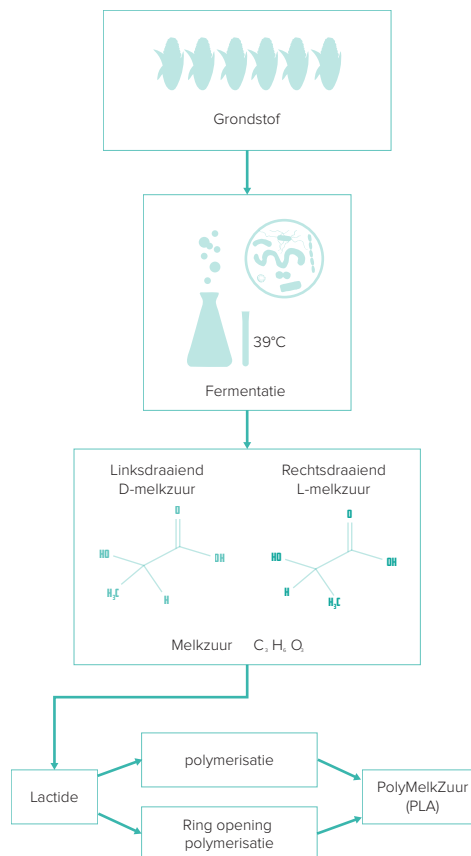 Grondstof
39°C
Fermentatie
Linksdraaiend
D-melkzuur
O
HO
OH
H₃C
H
Rechtsdraaiend
L-melkzuur
O
HO
OH
H
H₃C
Melkzuur C₃ H₆ O₃
Lactide
polymerisatie
Ring opening
polymerisatie
PolyMelkZuur
(PLA)